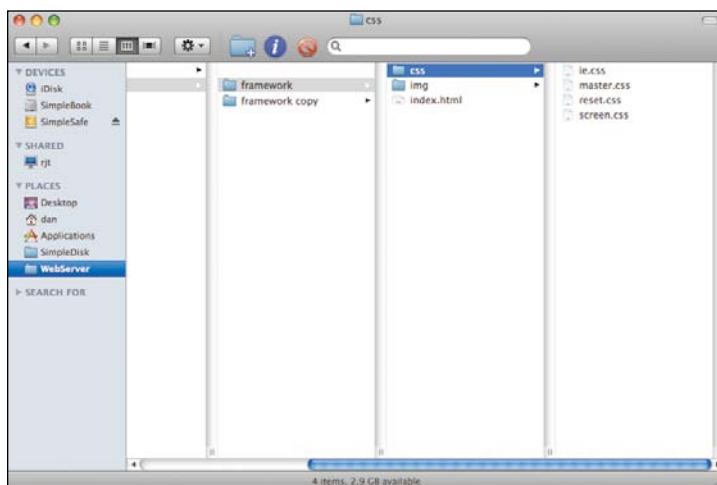 css
DEVICES
iDisk
SimpleBook
SimpleSafe
SHARED
rjt
PLACES
Desktop
dan
Applications
SimpleDisk
WebServer
SEARCH FOR
framework
framework copy
css
img
index.html
ie.css
master.css
reset.css
screen.css
4 items, 2.9 GB available